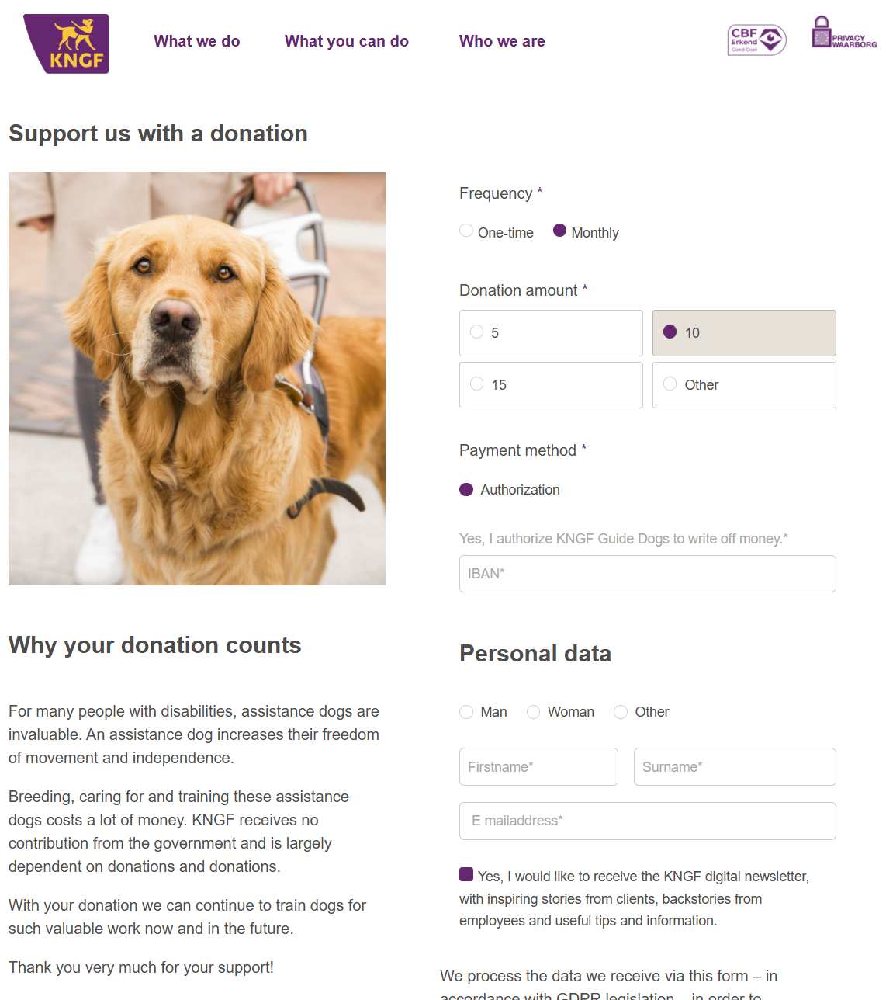 KNGF
What we do
What you can do
Who we are
CBF
Erkend
Goed Doel
PRIVACY
WAARBORG
Support us with a donation
Frequency *
One-time
Monthly
Donation amount *
5
10
15
Other
Payment method *
Authorization
Yes, I authorize KNGF Guide Dogs to write off money.*
IBAN*
Why your donation counts
For many people with disabilities, assistance dogs are
invaluable. An assistance dog increases their freedom
of movement and independence.
Breeding, caring for and training these assistance
dogs costs a lot of money. KNGF receives no
contribution from the government and is largely
dependent on donations and donations.
With your donation we can continue to train dogs for
such valuable work now and in the future.
Thank you very much for your support!
Personal data
Man
Woman
Other
Firstname*
Surname*
E mailaddress*
Yes, I would like to receive the KNGF digital newsletter,
with inspiring stories from clients, backstories from
employees and useful tips and information.
We process the data we receive via this form – in
accordance with GDPR legislation – in order to